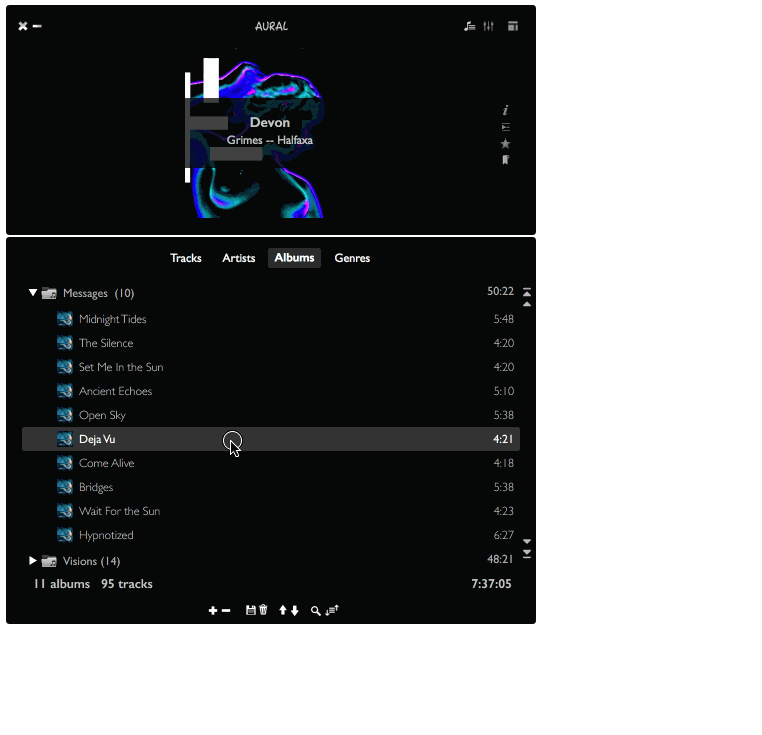 AURAL
Devon
Grimes -- Halfaxa
Tracks Artists Albums Genres
Messages (10) 50:22
Midnight Tides 5:48
The Silence 4:20
Set Me In the Sun 4:20
Ancient Echoes 5:10
Open Sky 5:38
Deja Vu 4:21
Come Alive 4:18
Bridges 5:38
Wait For the Sun 4:23
Hypnotized 6:27
Visions (14) 48:21
11 albums 95 tracks 7:37:05